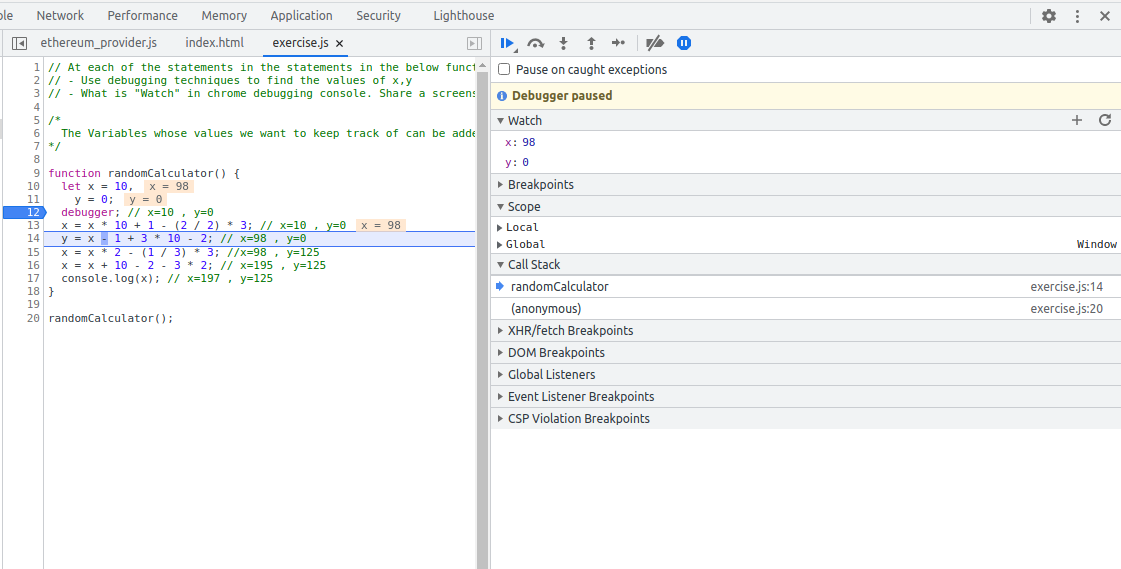 ole Network Performance Memory Application Security Lighthouse
ethereum_provider.js index.html exercise.js ×
1 // At each of the statements in the statements in the below funct
2 // - Use debugging techniques to find the values of x,y
3 // - What is "Watch" in chrome debugging console. Share a screens
4
5 /*
6 The Variables whose values we want to keep track of can be adde
7 */
8
9 function randomCalculator() {
10 let x = 10, x = 98
11 y = 0; y = 0
12 debugger; // x=10 , y=0
13 x = x * 10 + 1 - (2 / 2) * 3; // x=10 , y=0 x = 98
14 y = x - 1 + 3 * 10 - 2; // x=98 , y=0
15 x = x * 2 - (1 / 3) * 3; //x=98 , y=125
16 x = x + 10 - 2 - 3 * 2; // x=195 , y=125
17 console.log(x); // x=197 , y=125
18 }
19
20 randomCalculator();
Pause on caught exceptions
Debugger paused
Watch
x: 98
y: 0
Breakpoints
Scope
Local
Global Window
Call Stack
randomCalculator exercise.js:14
(anonymous) exercise.js:20
XHR/fetch Breakpoints
DOM Breakpoints
Global Listeners
Event Listener Breakpoints
CSP Violation Breakpoints